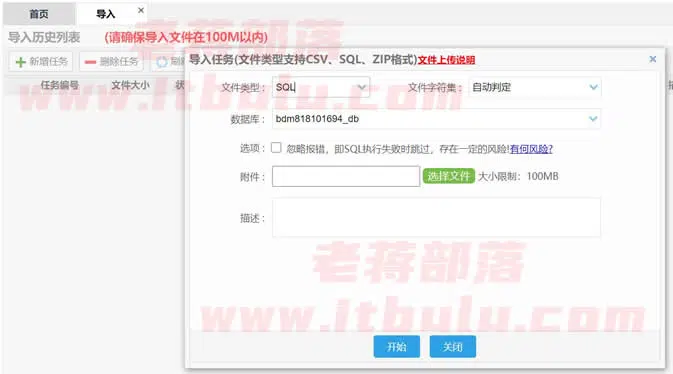 首页 导入
导入历史列表 (请确保导入文件在100M以内)
新增任务 删除任务
任务编号 文件大小
导入任务(文件类型支持CSV、SQL、ZIP格式)文件上传说明
文件类型： SQL 文件字符集： 自动判定
数据库： bdm818101694_db
选项： 忽略报错，即SQL执行失败时跳过，存在一定的风险!有何风险?
附件： 选择文件 大小限制：100MB
描述：
开始 关闭
老蒋部落
www.itbulu.com
老蒋部落
www.itbulu.com